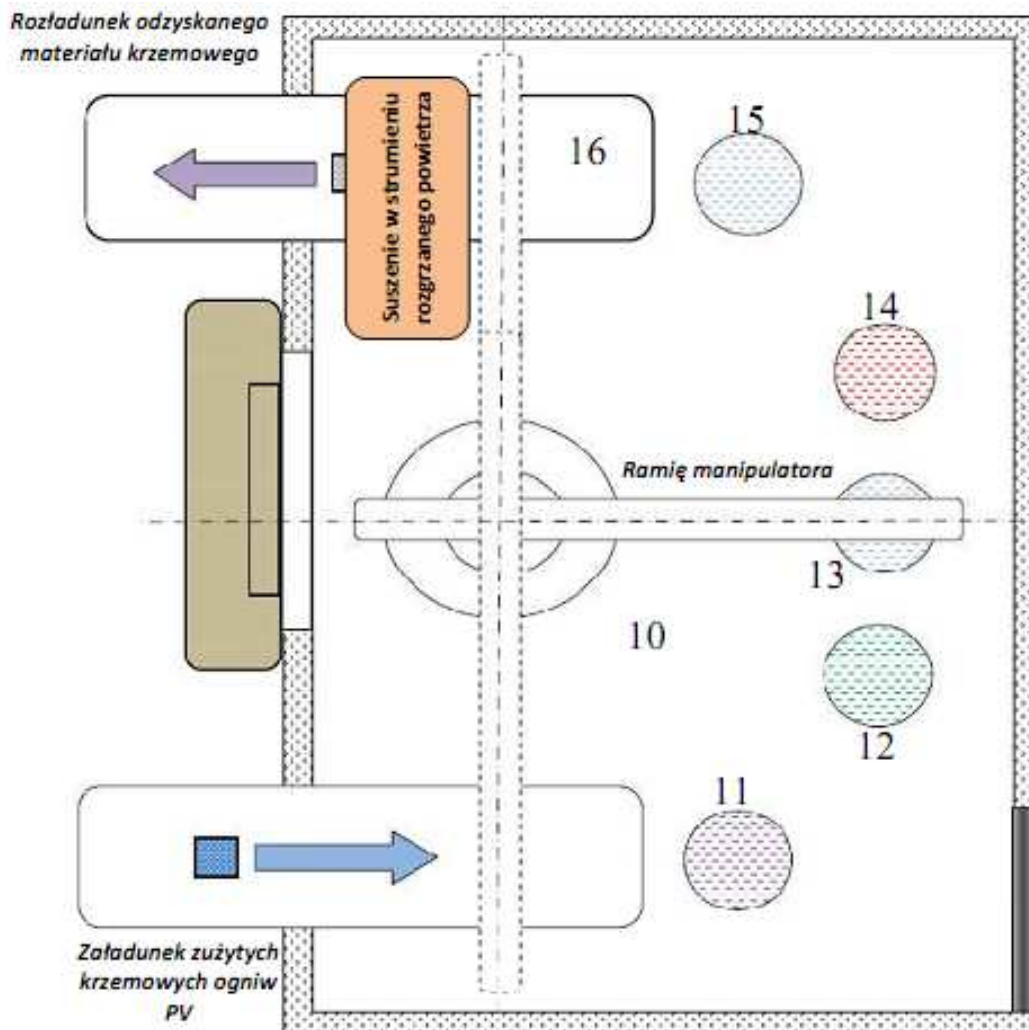 Rozładunek odzyskanego
materiału krzemowego
Suszenie w strumieniu
rozgrzanego powietrza
16
15
14
Ramię manipulatora
13
10
12
11
Załadunek zużytych
krzemowych ogniw
PV